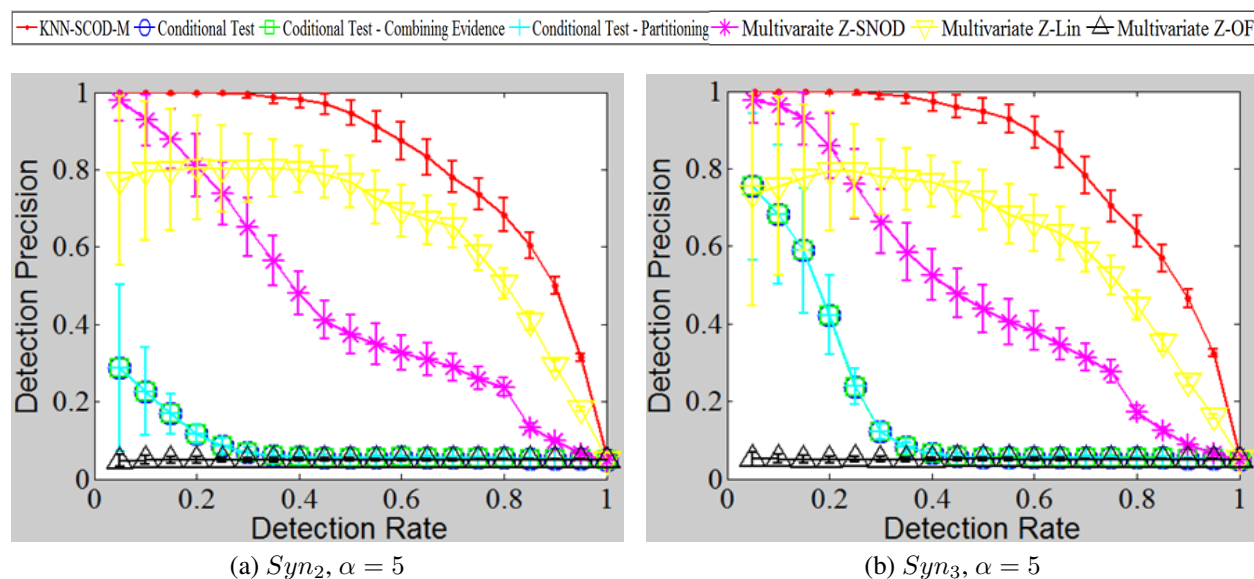 KNN-SCOD-M Conditional Test Coditional Test - Combining Evidence Conditional Test - Partitioning Multivaraite Z-SNOD Multivariate Z-Lin Multivariate Z-OF
1
0.8
0.6
0.4
0.2
0
Detection Precision
0 0.2 0.4 0.6 0.8 1
Detection Rate
(a) Syn2, α = 5
1
0.8
0.6
0.4
0.2
0
Detection Precision
0 0.2 0.4 0.6 0.8 1
Detection Rate
(b) Syn3, α = 5